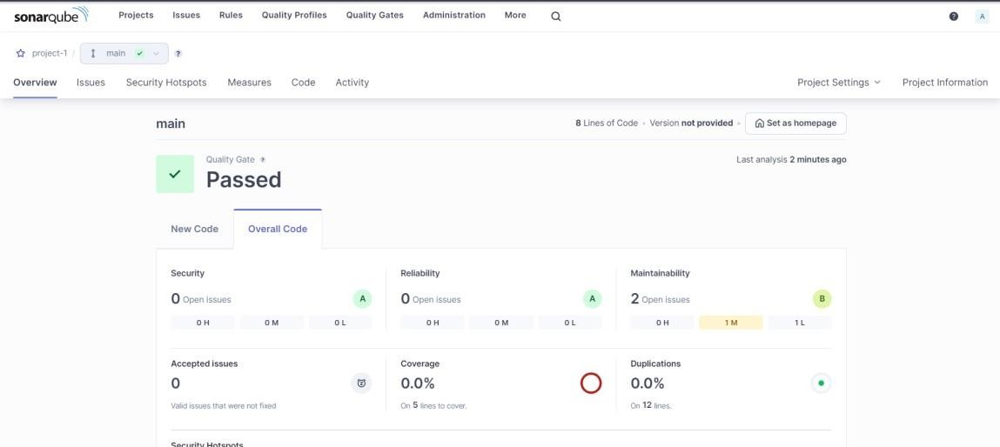 sonarqube Projects Issues Rules Quality Profiles Quality Gates Administration More ? A
project-1 / main ?
Overview Issues Security Hotspots Measures Code Activity Project Settings Project Information
main 8 Lines of Code • Version not provided • Set as homepage
Quality Gate ? Last analysis 2 minutes ago
Passed
New Code Overall Code
Security Reliability Maintainability
0 Open issues A 0 Open issues A 2 Open issues B
0 H 0 M 0 L 0 H 0 M 0 L 0 H 1 M 1 L
Accepted issues Coverage Duplications
0 0.0% 0.0%
Valid issues that were not fixed On 5 lines to cover. On 12 lines.
Security Hotspots